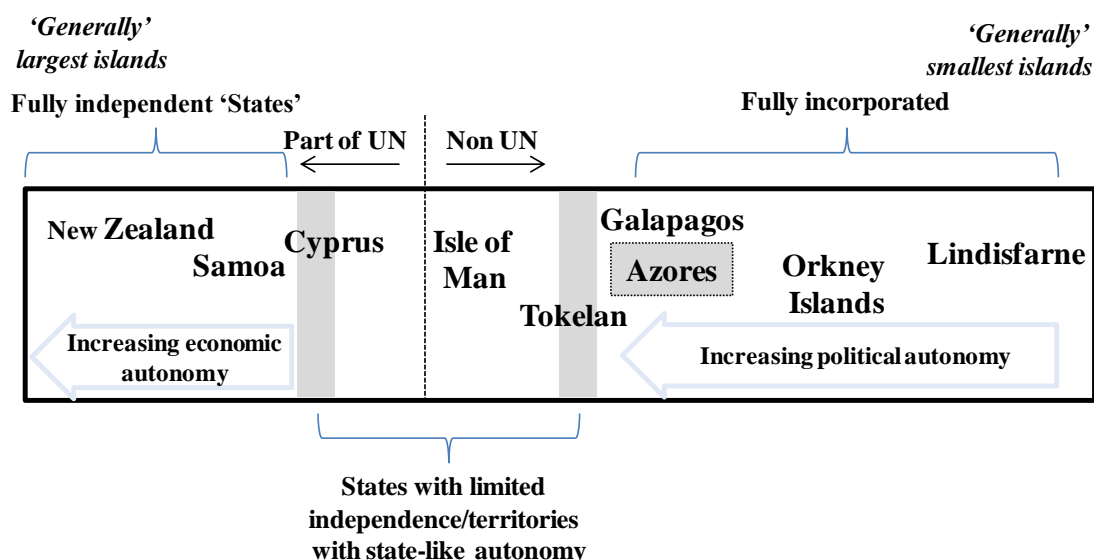 ‘Generally’
largest islands
‘Generally’
smallest islands
Fully independent ‘States’
Fully incorporated
Part of UN
Non UN
New Zealand
Samoa
Cyprus
Isle of
Man
Tokelan
Galapagos
Azores
Orkney
Islands
Lindisfarne
Increasing economic
autonomy
Increasing political autonomy
States with limited
independence/territories
with state-like autonomy